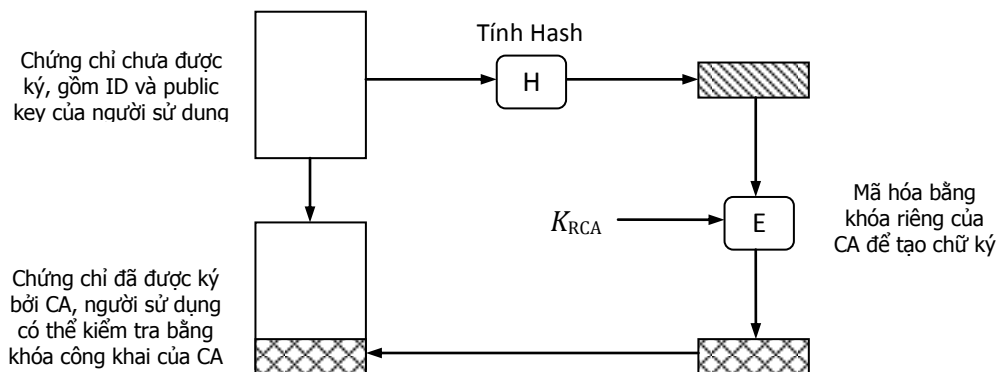 Tính Hash
Chứng chỉ chưa được
ký, gồm ID và public
key của người sử dụng
H
Mã hóa bằng
khóa riêng của
CA để tạo chữ ký
K_RCA
E
Chứng chỉ đã được ký
bởi CA, người sử dụng
có thể kiểm tra bằng
khóa công khai của CA